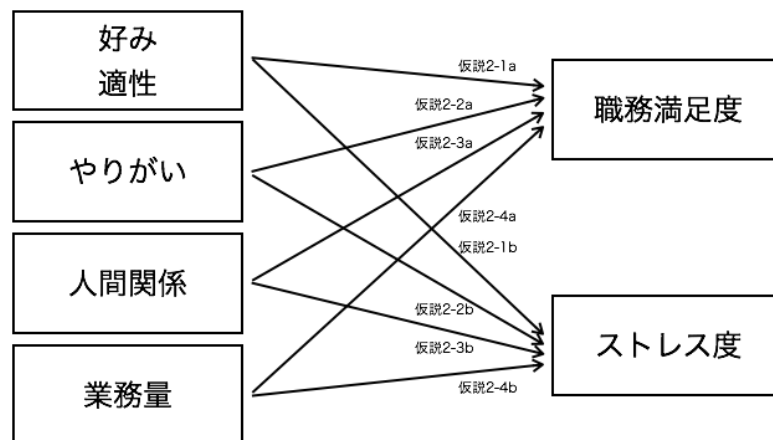 好み
適性
やりがい
人間関係
業務量
仮説2-1a
仮説2-2a
仮説2-3a
仮説2-4a
仮説2-1b
仮説2-2b
仮説2-3b
仮説2-4b
職務満足度
ストレス度